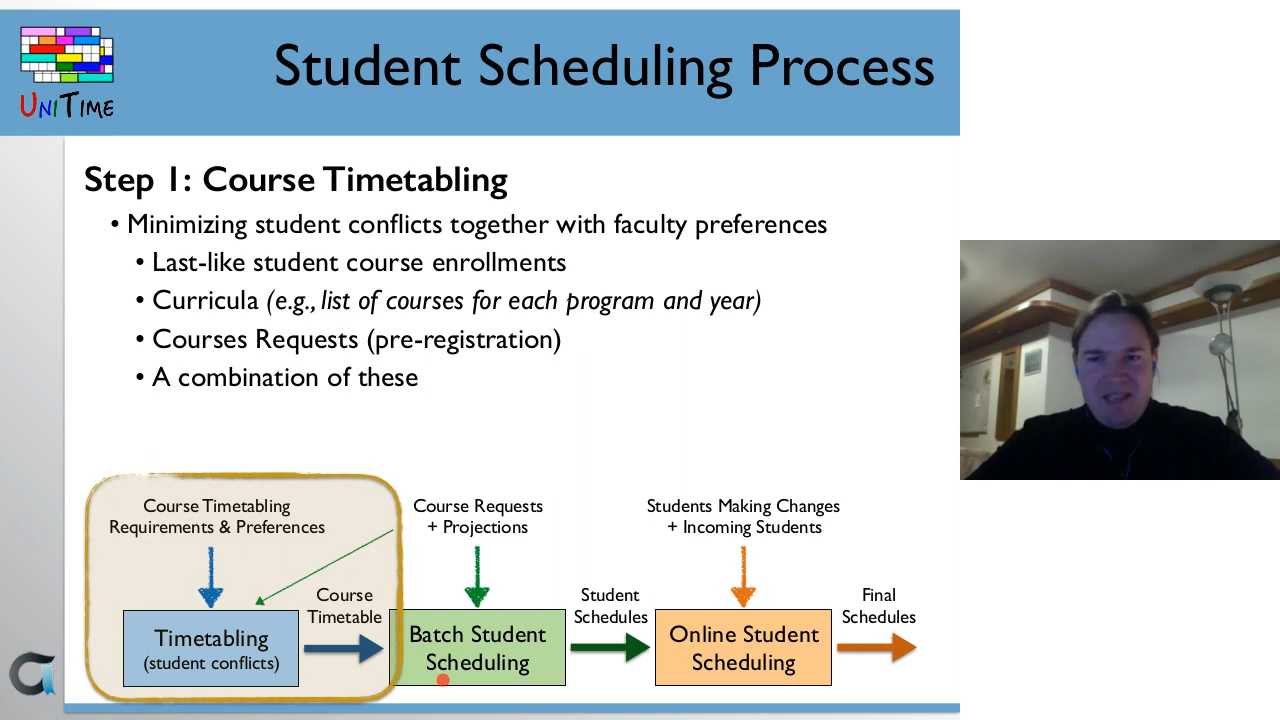 UNITIME
Student Scheduling Process
Step 1: Course Timetabling
• Minimizing student conflicts together with faculty preferences
• Last-like student course enrollments
• Curricula (e.g., list of courses for each program and year)
• Courses Requests (pre-registration)
• A combination of these
Course Timetabling
Requirements & Preferences
Course Requests
+ Projections
Students Making Changes
+ Incoming Students
Course
Timetable
Student
Schedules
Final
Schedules
Timetabling
(student conflicts)
Batch Student
Scheduling
Online Student
Scheduling